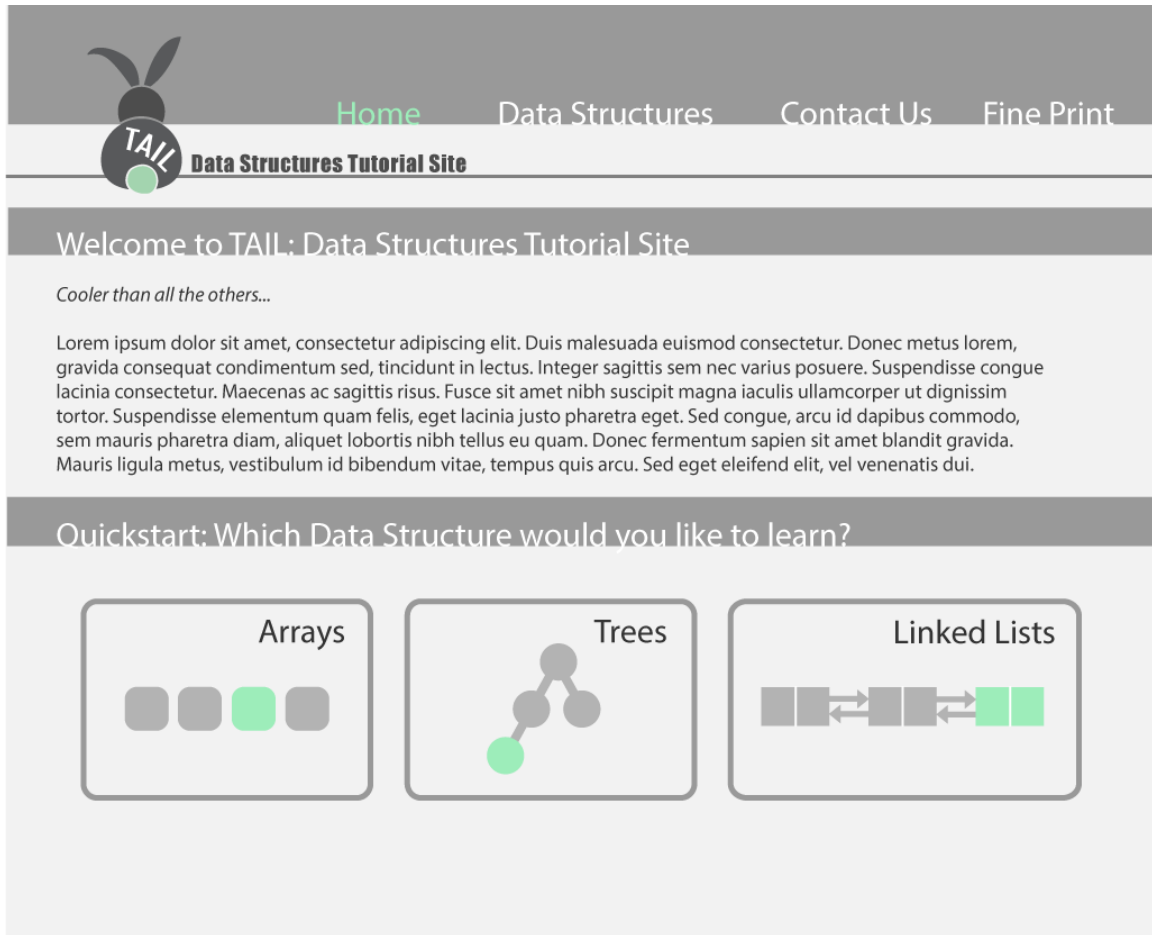 Home Data Structures Contact Us Fine Print
TAIL
Data Structures Tutorial Site
Welcome to TAIL: Data Structures Tutorial Site
Cooler than all the others...
Lorem ipsum dolor sit amet, consectetur adipiscing elit. Duis malesuada euismod consectetur. Donec metus lorem,
gravida consequat condimentum sed, tincidunt in lectus. Integer sagittis sem nec varius posuere. Suspendisse congue
lacinia consectetur. Maecenas ac sagittis risus. Fusce sit amet nibh suscipit magna iaculis ullamcorper ut dignissim
tortor. Suspendisse elementum quam felis, eget lacinia justo pharetra eget. Sed congue, arcu id dapibus commodo,
sem mauris pharetra diam, aliquet lobortis nibh tellus eu quam. Donec fermentum sapien sit amet blandit gravida.
Mauris ligula metus, vestibulum id bibendum vitae, tempus quis arcu. Sed eget eleifend elit, vel venenatis dui.
Quickstart: Which Data Structure would you like to learn?
Arrays
Trees
Linked Lists